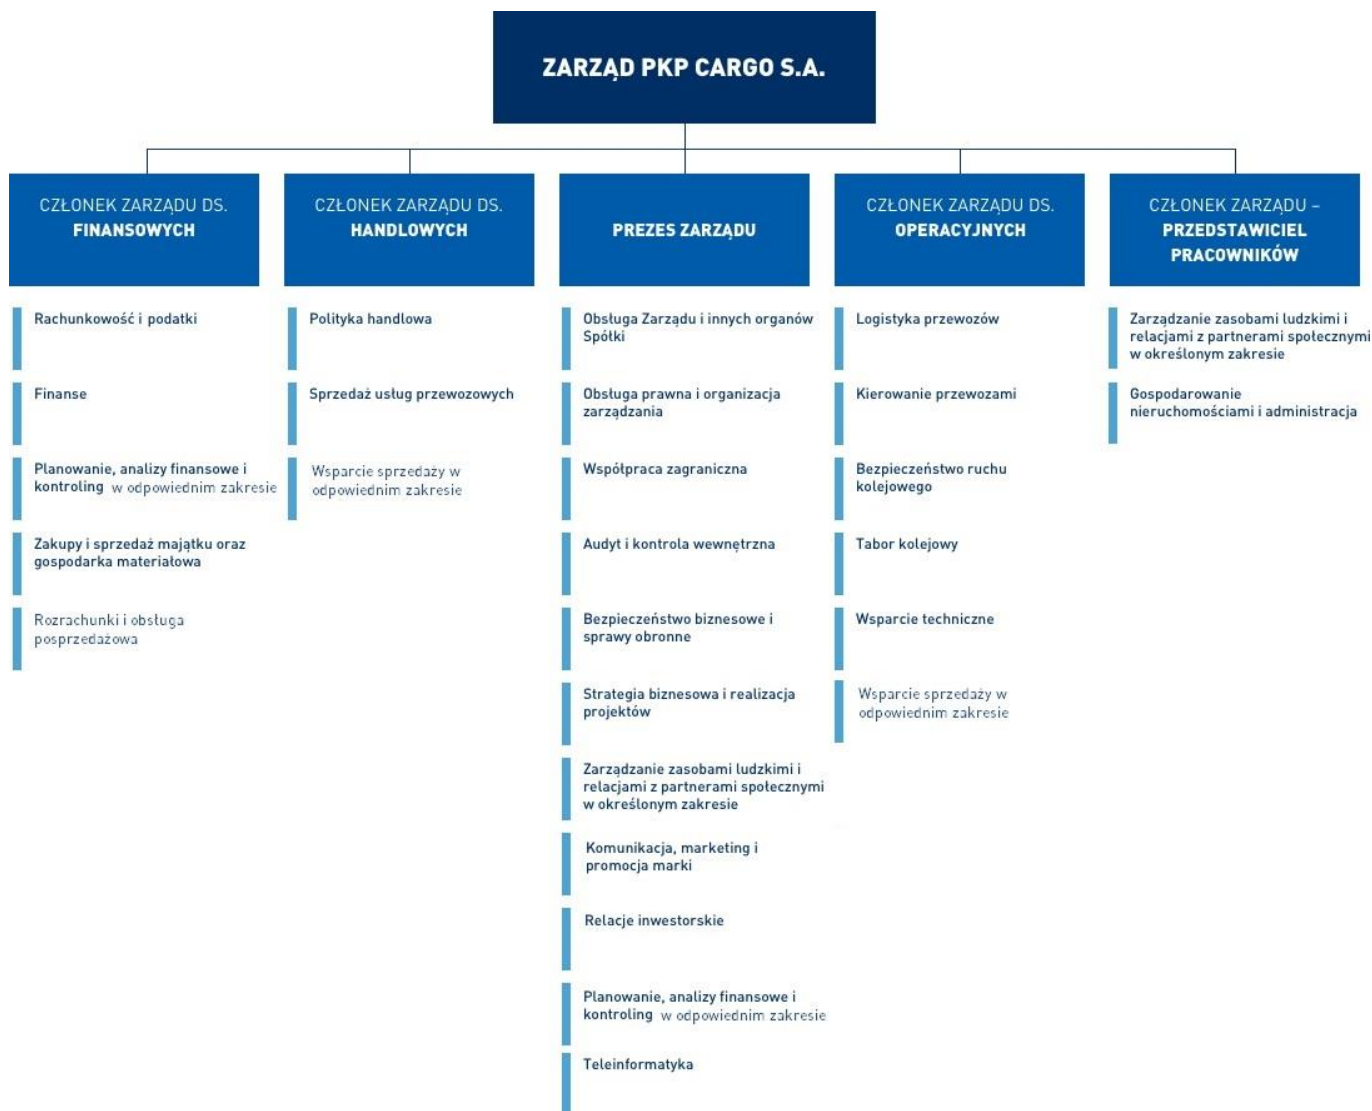 ZARZĄD PKP CARGO S.A.
CZŁONEK ZARZĄDU DS.
FINANSOWYCH
Rachunkowość i podatki
Finanse
Planowanie, analizy finansowe i
kontroling w odpowiednim zakresie
Zakupy i sprzedaż majątku oraz
gospodarka materiałowa
Rozrachunki i obsługa
posprzedażowa
CZŁONEK ZARZĄDU DS.
HANDLOWYCH
Polityka handlowa
Sprzedaż usług przewozowych
Wsparcie sprzedaży w
odpowiednim zakresie
PREZES ZARZĄDU
Obsługa Zarządu i innych organów
Spółki
Obsługa prawna i organizacja
zarządzania
Współpraca zagraniczna
Audyt i kontrola wewnętrzna
Bezpieczeństwo biznesowe i
sprawy obronne
Strategia biznesowa i realizacja
projektów
Zarządzanie zasobami ludzkimi i
relacjami z partnerami społecznymi
w określonym zakresie
Komunikacja, marketing i
promocja marki
Relacje inwestorskie
Planowanie, analizy finansowe i
kontroling w odpowiednim zakresie
Teleinformatyka
CZŁONEK ZARZĄDU DS.
OPERACYJNYCH
Logistyka przewozów
Kierowanie przewozami
Bezpieczeństwo ruchu
kolejowego
Tabor kolejowy
Wsparcie techniczne
Wsparcie sprzedaży w
odpowiednim zakresie
CZŁONEK ZARZĄDU –
PRZEDSTAWICIEL
PRACOWNIKÓW
Zarządzanie zasobami ludzkimi i
relacjami z partnerami społecznymi
w określonym zakresie
Gospodarowanie
nieruchomościami i administracja